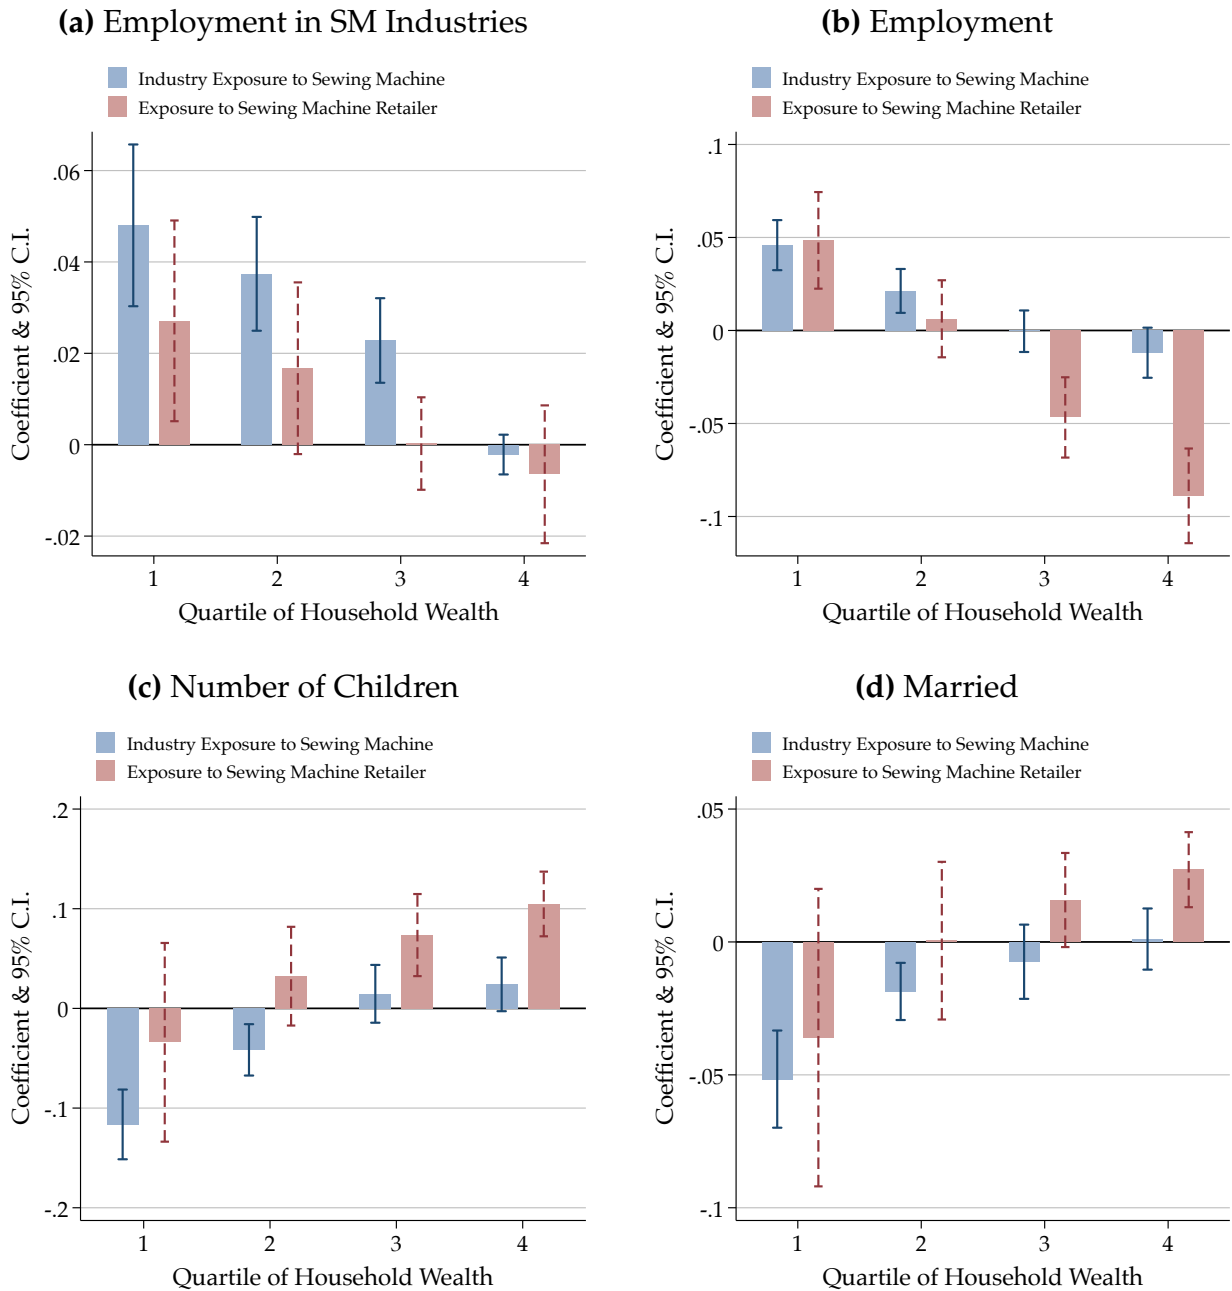 (a) Employment in SM Industries
Industry Exposure to Sewing Machine
Exposure to Sewing Machine Retailer
.06
.04
.02
0
-.02
Coefficient & 95% C.I.
1 2 3 4
Quartile of Household Wealth
(b) Employment
Industry Exposure to Sewing Machine
Exposure to Sewing Machine Retailer
.1
.05
0
-.05
-.1
Coefficient & 95% C.I.
1 2 3 4
Quartile of Household Wealth
(c) Number of Children
Industry Exposure to Sewing Machine
Exposure to Sewing Machine Retailer
.2
.1
0
-.1
-.2
Coefficient & 95% C.I.
1 2 3 4
Quartile of Household Wealth
(d) Married
Industry Exposure to Sewing Machine
Exposure to Sewing Machine Retailer
.05
0
-.05
-.1
Coefficient & 95% C.I.
1 2 3 4
Quartile of Household Wealth